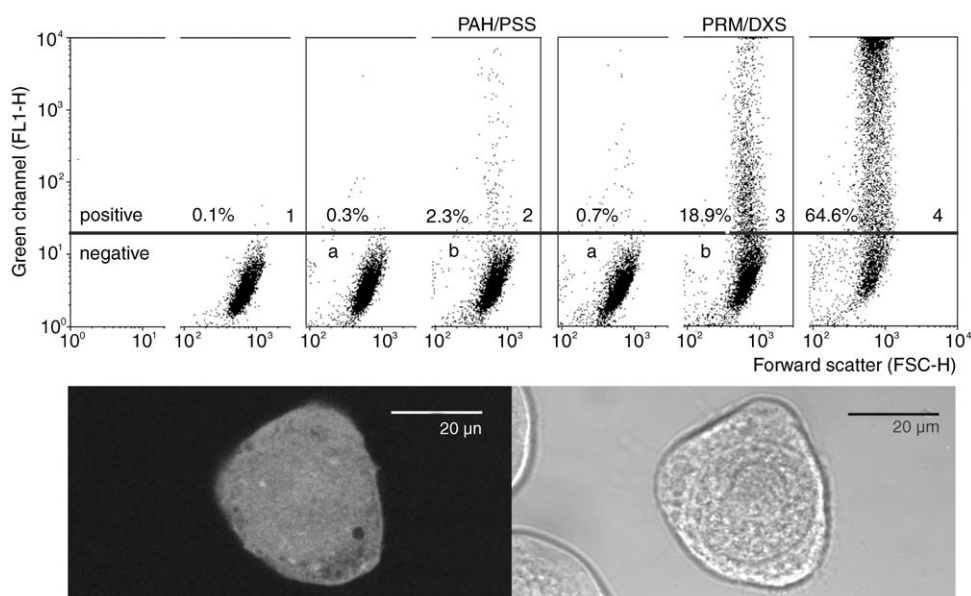 PAH/PSS PRM/DXS
Green channel (FL1-H)
10⁴
10³
10²
10¹
10⁰
positive 0.1% 1 0.3% 2.3% 2 0.7% 18.9% 3 64.6% 4
negative a b a b
10⁰ 10¹ 10² 10³ 10² 10³ 10² 10³ 10² 10³ 10² 10³ 10² 10³ 10⁴
Forward scatter (FSC-H)
20 µn
20 µm